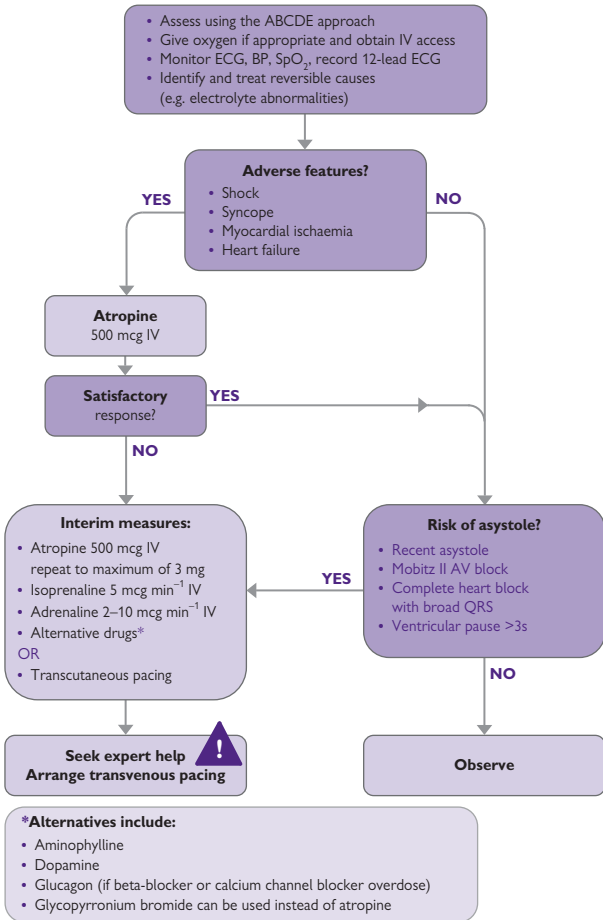 • Assess using the ABCDE approach
• Give oxygen if appropriate and obtain IV access
• Monitor ECG, BP, SpO₂, record 12-lead ECG
• Identify and treat reversible causes
(e.g. electrolyte abnormalities)
Adverse features?
• Shock
• Syncope
• Myocardial ischaemia
• Heart failure
YES
NO
Atropine
500 mcg IV
Satisfactory
response?
YES
NO
Interim measures:
• Atropine 500 mcg IV
repeat to maximum of 3 mg
• Isoprenaline 5 mcg min⁻¹ IV
• Adrenaline 2–10 mcg min⁻¹ IV
• Alternative drugs*
OR
• Transcutaneous pacing
YES
Risk of asystole?
• Recent asystole
• Mobitz II AV block
• Complete heart block
with broad QRS
• Ventricular pause >3s
NO
!
Seek expert help
Arrange transvenous pacing
Observe
*Alternatives include:
• Aminophylline
• Dopamine
• Glucagon (if beta-blocker or calcium channel blocker overdose)
• Glycopyrronium bromide can be used instead of atropine